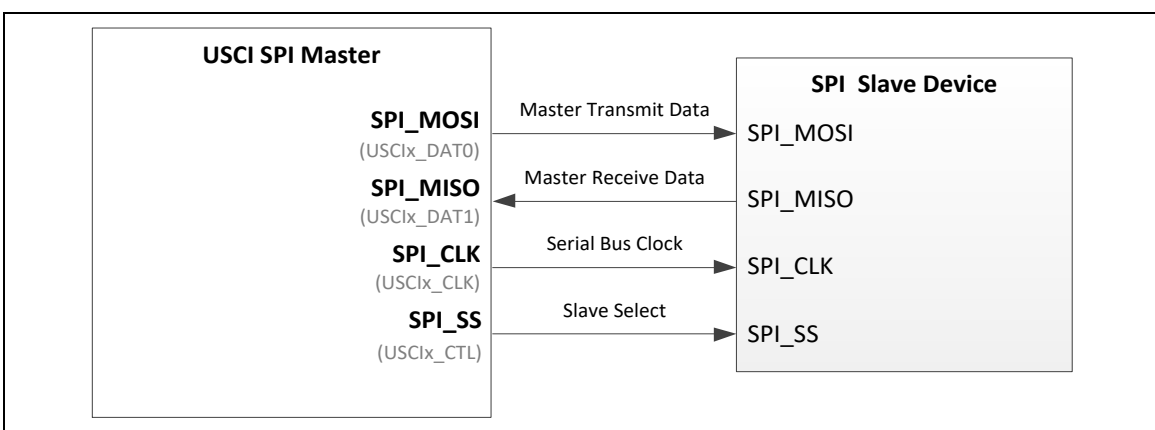 USCI SPI Master
SPI Slave Device
SPI_MOSI
(USCIx_DAT0)
Master Transmit Data
SPI_MOSI
SPI_MISO
(USCIx_DAT1)
Master Receive Data
SPI_MISO
SPI_CLK
(USCIx_CLK)
Serial Bus Clock
SPI_CLK
SPI_SS
(USCIx_CTL)
Slave Select
SPI_SS